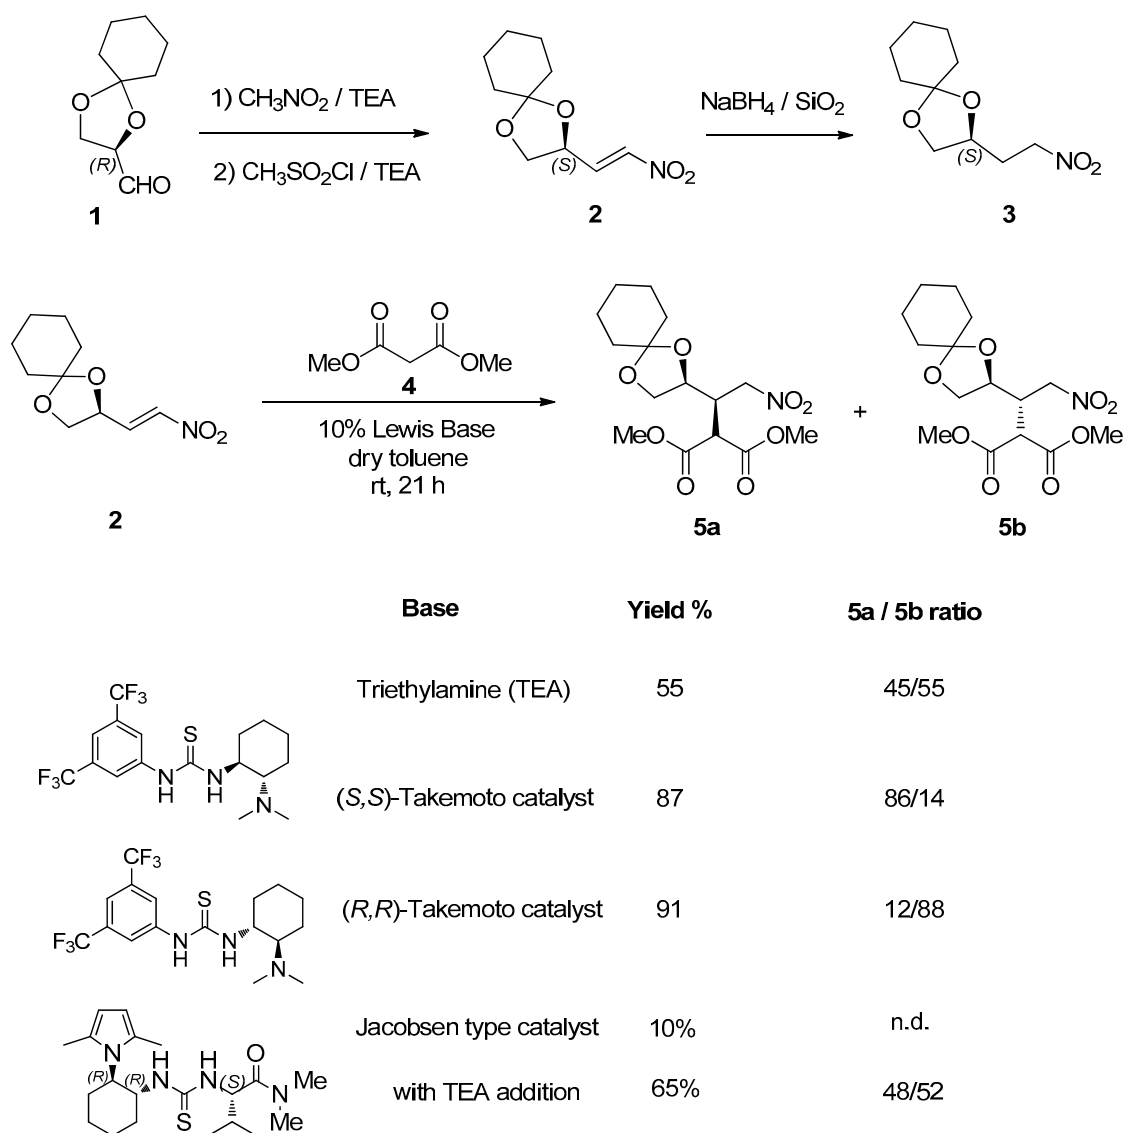 O
O
(R)
CHO
1
1) CH3NO2 / TEA
2) CH3SO2Cl / TEA
O
O
(S)
NO2
2
NaBH4 / SiO2
O
O
(S)
NO2
3
O
O
NO2
2
O O
MeO OMe
4
10% Lewis Base
dry toluene
rt, 21 h
O
O
NO2
MeO OMe
O O
5a
+
O
O
NO2
MeO OMe
O O
5b
Base Yield % 5a / 5b ratio
Triethylamine (TEA) 55 45/55
CF3
F3C
S
N N
H H
N
(S,S)-Takemoto catalyst 87 86/14
CF3
F3C
S
N N
H H
N
(R,R)-Takemoto catalyst 91 12/88
Jacobsen type catalyst 10% n.d.
N
H H O
(R) (R) N N (S) N Me
S Me
with TEA addition 65% 48/52